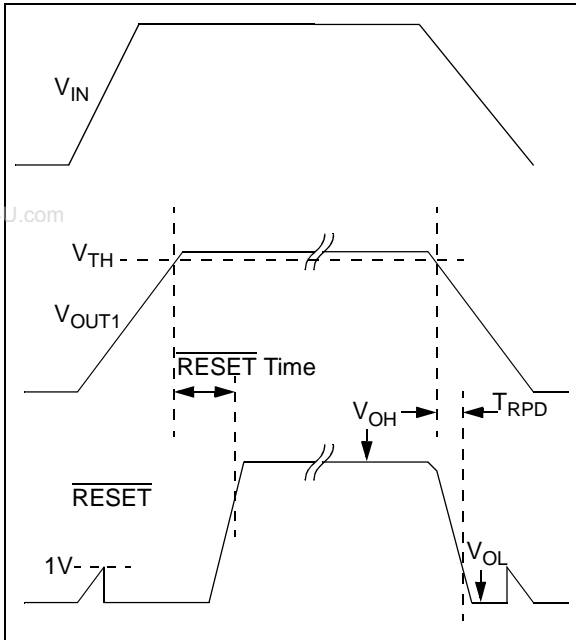 V_IN
U.com
V_TH
V_OUT1
RESET Time
V_OH
T_RPD
RESET
1V
V_OL